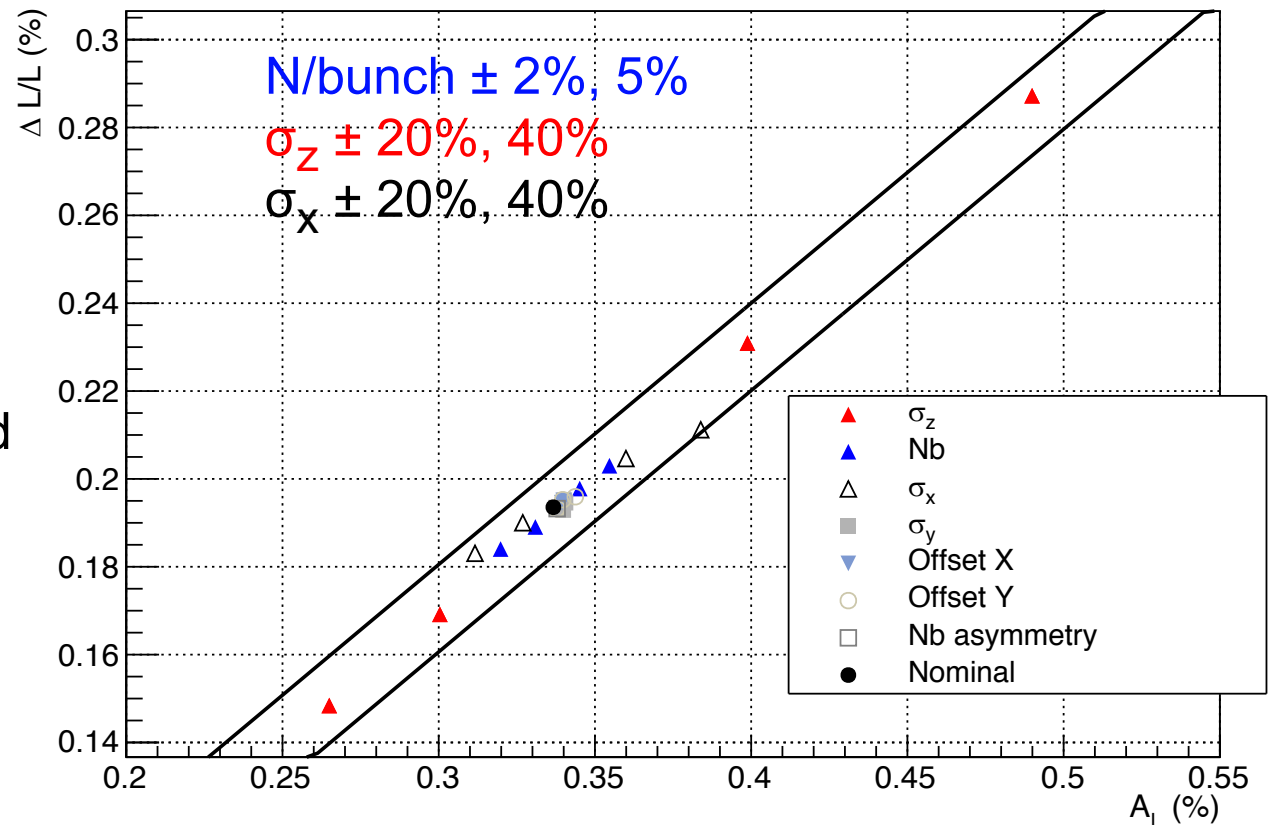 Δ L/L (%)
N/bunch ± 2%, 5%
σz ± 20%, 40%
σx ± 20%, 40%
0.3
0.28
0.26
0.24
0.22
0.2
0.18
0.16
0.14
d
σz
Nb
σx
σy
Offset X
Offset Y
Nb asymmetry
Nominal
0.2 0.25 0.3 0.35 0.4 0.45 0.5 0.55
AL (%)